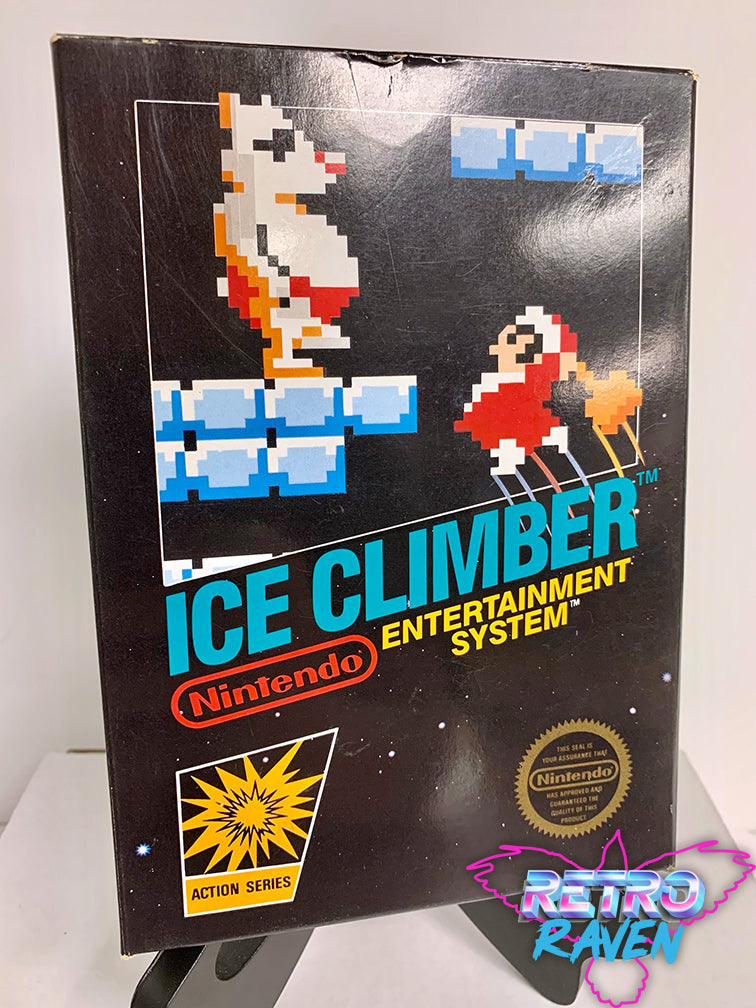 ICE CLIMBER™
Nintendo®
ENTERTAINMENT
SYSTEM™
ACTION SERIES
THIS SEAL IS
YOUR ASSURANCE THAT
Nintendo
HAS APPROVED AND
GUARANTEED THE
QUALITY OF THIS
PRODUCT
RETRO
RAVEN